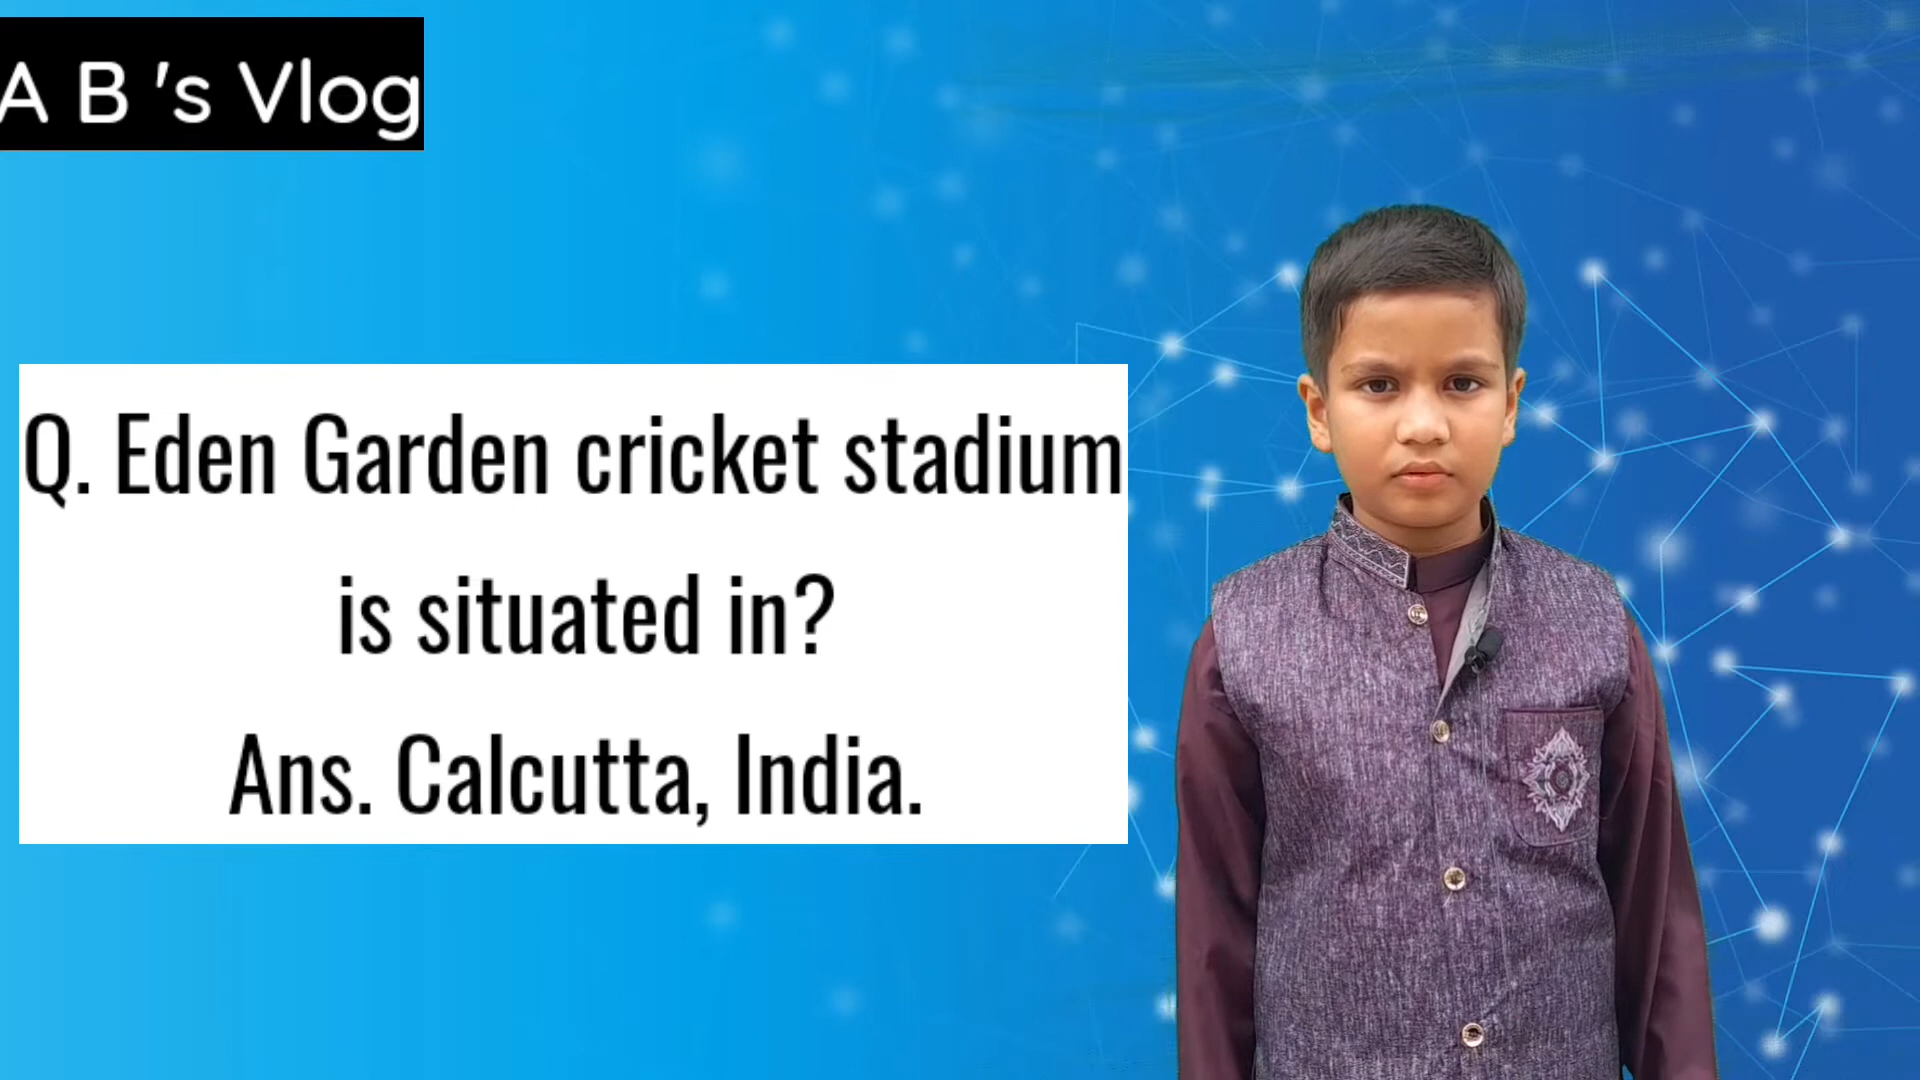 A B 's Vlog
Q. Eden Garden cricket stadium
is situated in?
Ans. Calcutta, India.